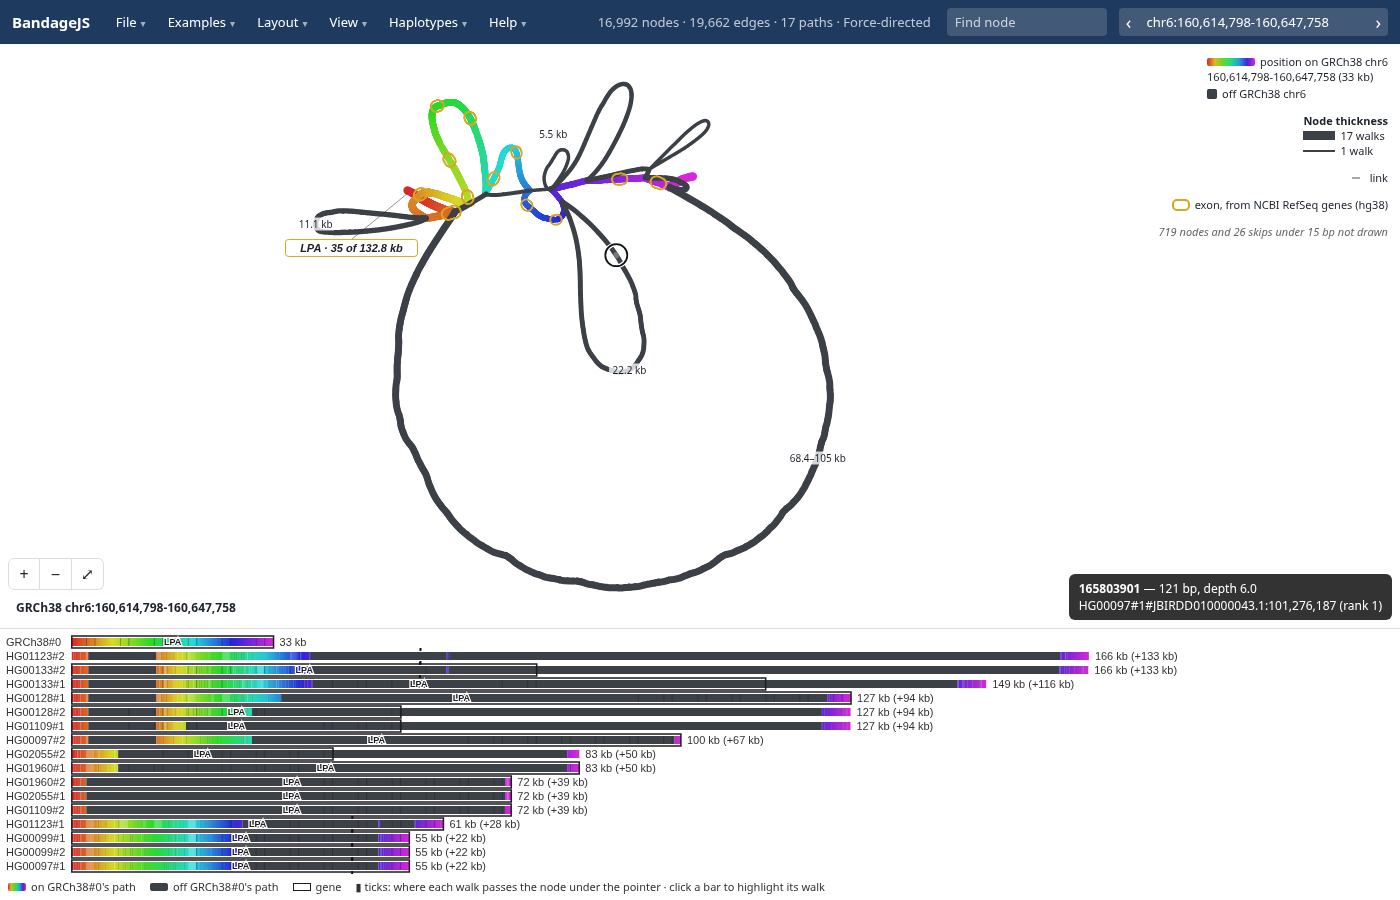 BandageJS File ▾ Examples ▾ Layout ▾ View ▾ Haplotypes ▾ Help ▾ 16,992 nodes · 19,662 edges · 17 paths · Force-directed Find node ‹ chr6:160,614,798-160,647,758 ›
position on GRCh38 chr6
160,614,798-160,647,758 (33 kb)
off GRCh38 chr6
Node thickness
17 walks
1 walk
link
exon, from NCBI RefSeq genes (hg38)
719 nodes and 26 skips under 15 bp not drawn
5.5 kb
11.1 kb
LPA · 35 of 132.8 kb
22.2 kb
68.4–105 kb
+ − ⤢
165803901 — 121 bp, depth 6.0
HG00097#1#JBIRDD010000043.1:101,276,187 (rank 1)
GRCh38 chr6:160,614,798-160,647,758
GRCh38#0 LPA 33 kb
HG01123#2 166 kb (+133 kb)
HG00133#2 LPA 166 kb (+133 kb)
HG00133#1 LPA 149 kb (+116 kb)
HG00128#1 LPA 127 kb (+94 kb)
HG00128#2 LPA 127 kb (+94 kb)
HG01109#1 LPA 127 kb (+94 kb)
HG00097#2 LPA 100 kb (+67 kb)
HG02055#2 LPA 83 kb (+50 kb)
HG01960#1 LPA 83 kb (+50 kb)
HG01960#2 LPA 72 kb (+39 kb)
HG02055#1 LPA 72 kb (+39 kb)
HG01109#2 LPA 72 kb (+39 kb)
HG01123#1 LPA 61 kb (+28 kb)
HG00099#1 LPA 55 kb (+22 kb)
HG00099#2 LPA 55 kb (+22 kb)
HG00097#1 LPA 55 kb (+22 kb)
on GRCh38#0's path off GRCh38#0's path gene ticks: where each walk passes the node under the pointer · click a bar to highlight its walk